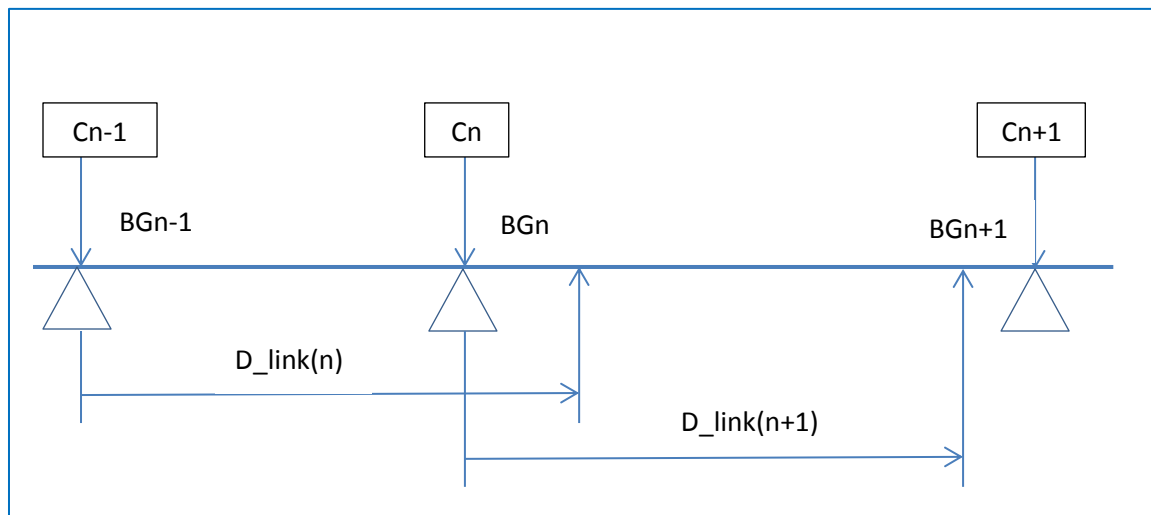 Cn-1
Cn
Cn+1
BGn-1
BGn
BGn+1
D_link(n)
D_link(n+1)